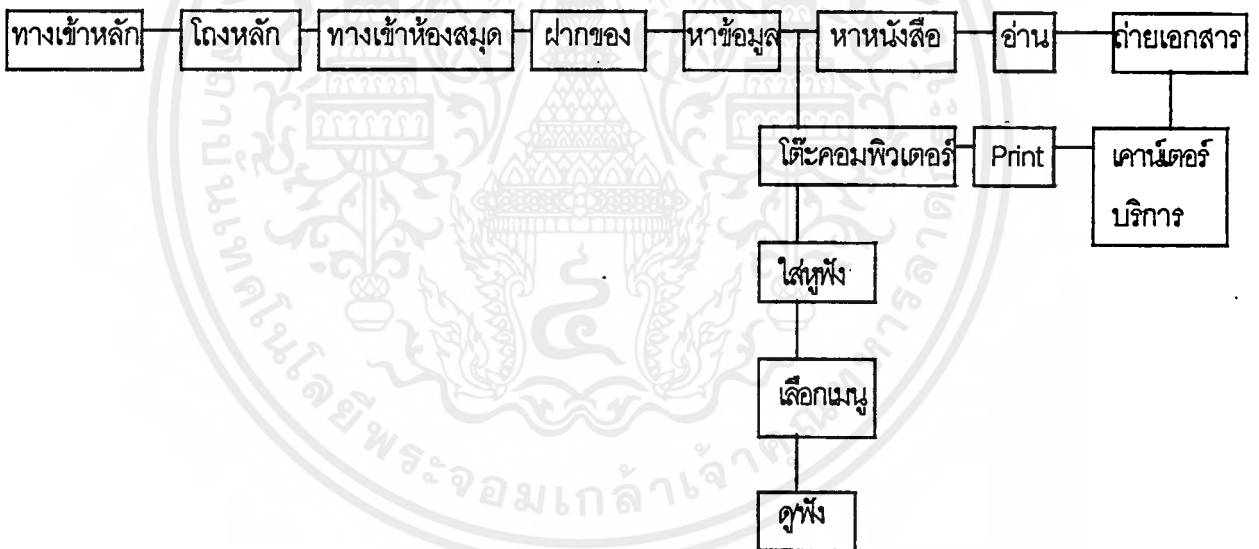 ทางเข้าหลัก
โถงหลัก
ทางเข้าห้องสมุด
ฝากของ
หาข้อมูล
หาหนังสือ
อ่าน
ถ่ายเอกสาร
โต๊ะคอมพิวเตอร์
Print
เคาน์เตอร์
บริการ
ใส่หูฟัง
เลือกเมนู
ดู/ฟัง